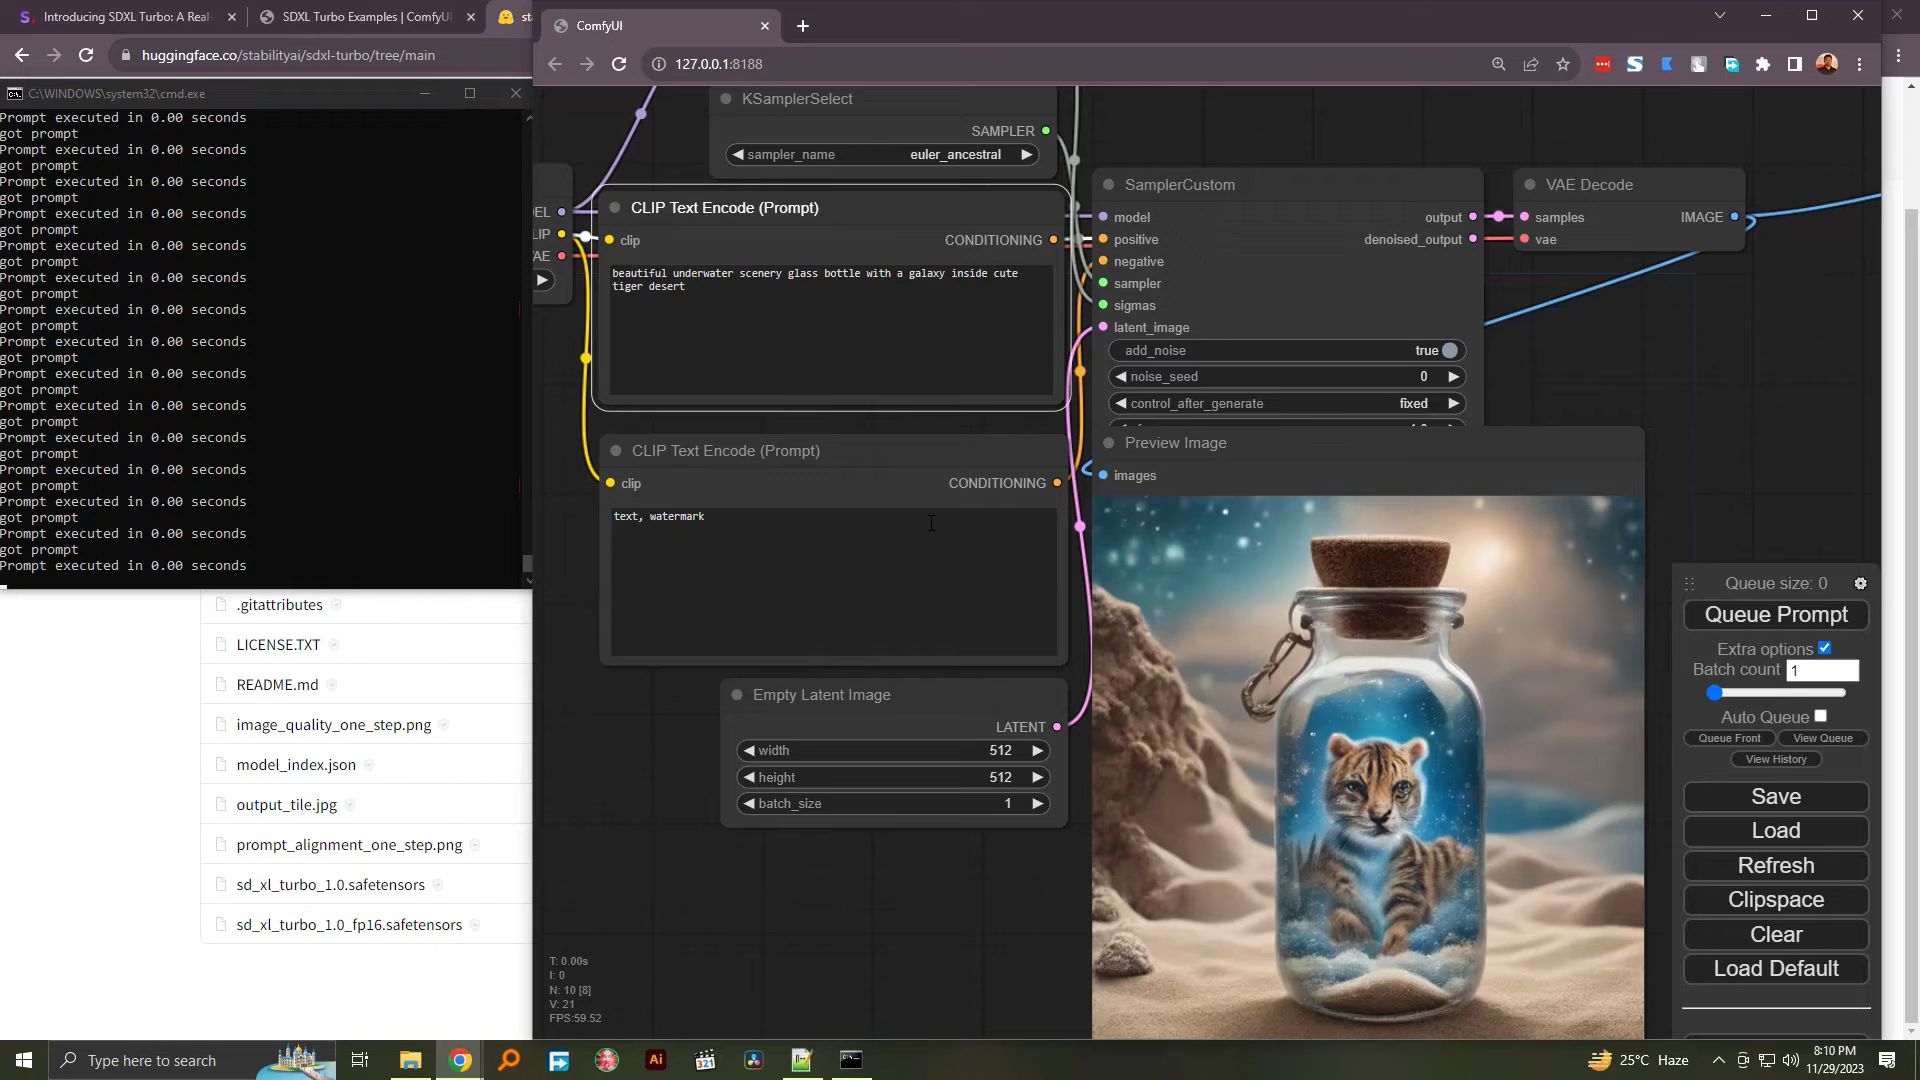 Introducing SDXL Turbo: A Real-
SDXL Turbo Examples | ComfyUI
ComfyUI
huggingface.co/stabilityai/sdxl-turbo/tree/main
127.0.0.1:8188
C:\WINDOWS\system32\cmd.exe
Prompt executed in 0.00 seconds
got prompt
Prompt executed in 0.00 seconds
got prompt
Prompt executed in 0.00 seconds
got prompt
Prompt executed in 0.00 seconds
got prompt
Prompt executed in 0.00 seconds
got prompt
Prompt executed in 0.00 seconds
got prompt
Prompt executed in 0.00 seconds
got prompt
Prompt executed in 0.00 seconds
got prompt
Prompt executed in 0.00 seconds
got prompt
Prompt executed in 0.00 seconds
got prompt
Prompt executed in 0.00 seconds
got prompt
Prompt executed in 0.00 seconds
got prompt
Prompt executed in 0.00 seconds
got prompt
Prompt executed in 0.00 seconds
got prompt
Prompt executed in 0.00 seconds
.gitattributes
LICENSE.TXT
README.md
image_quality_one_step.png
model_index.json
output_tile.jpg
prompt_alignment_one_step.png
sd_xl_turbo_1.0.safetensors
sd_xl_turbo_1.0_fp16.safetensors
KSamplerSelect
SAMPLER
sampler_name euler_ancestral
CLIP Text Encode (Prompt)
clip CONDITIONING
beautiful underwater scenery glass bottle with a galaxy inside cute
tiger desert
CLIP Text Encode (Prompt)
clip CONDITIONING
text, watermark
Empty Latent Image
LATENT
width 512
height 512
batch_size 1
SamplerCustom
model output
positive denoised_output
negative
sampler
sigmas
latent_image
add_noise true
noise_seed 0
control_after_generate fixed
VAE Decode
samples IMAGE
vae
Preview Image
images
Queue size: 0
Queue Prompt
Extra options
Batch count 1
Auto Queue
Queue Front View Queue
View History
Save
Load
Refresh
Clipspace
Clear
Load Default
T: 0.00s
I: 0
N: 10 [8]
V: 21
FPS:59.52
Type here to search
Ai
321
25°C Haze
8:10 PM
11/29/2023